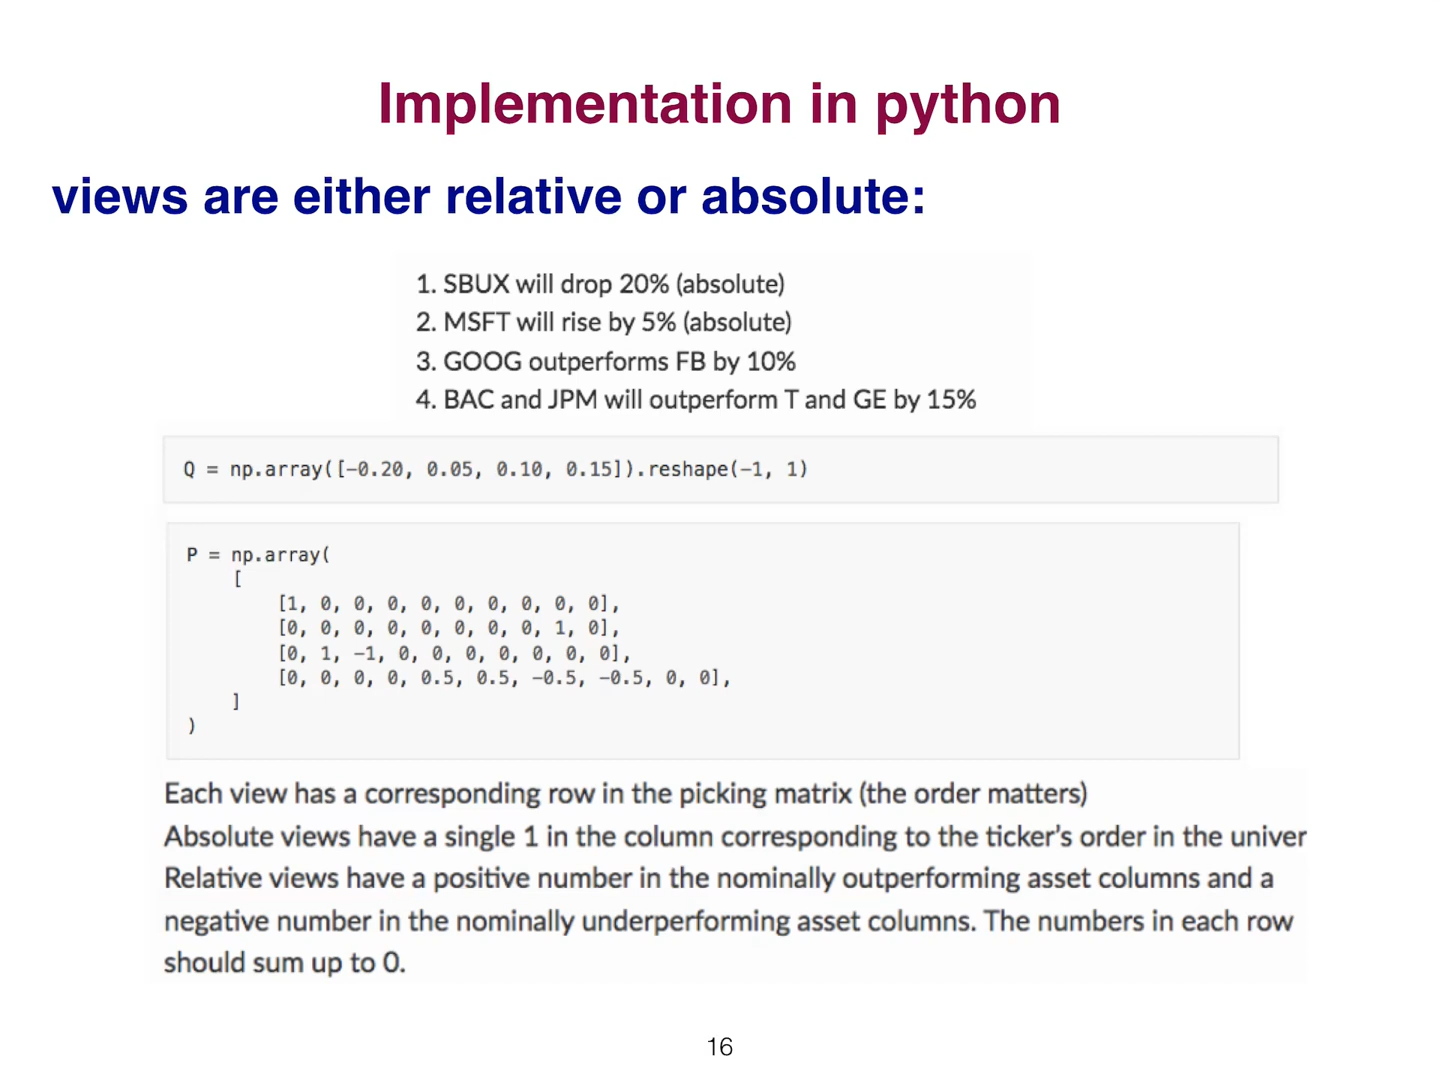 Implementation in python
views are either relative or absolute:
1. SBUX will drop 20% (absolute)
2. MSFT will rise by 5% (absolute)
3. GOOG outperforms FB by 10%
4. BAC and JPM will outperform T and GE by 15%
Q = np.array([-0.20, 0.05, 0.10, 0.15]).reshape(-1, 1)
P = np.array(
    [
        [1, 0, 0, 0, 0, 0, 0, 0, 0, 0],
        [0, 0, 0, 0, 0, 0, 0, 0, 1, 0],
        [0, 1, -1, 0, 0, 0, 0, 0, 0, 0],
        [0, 0, 0, 0, 0.5, 0.5, -0.5, -0.5, 0, 0],
    ]
)
Each view has a corresponding row in the picking matrix (the order matters)
Absolute views have a single 1 in the column corresponding to the ticker's order in the univer
Relative views have a positive number in the nominally outperforming asset columns and a
negative number in the nominally underperforming asset columns. The numbers in each row
should sum up to 0.
16